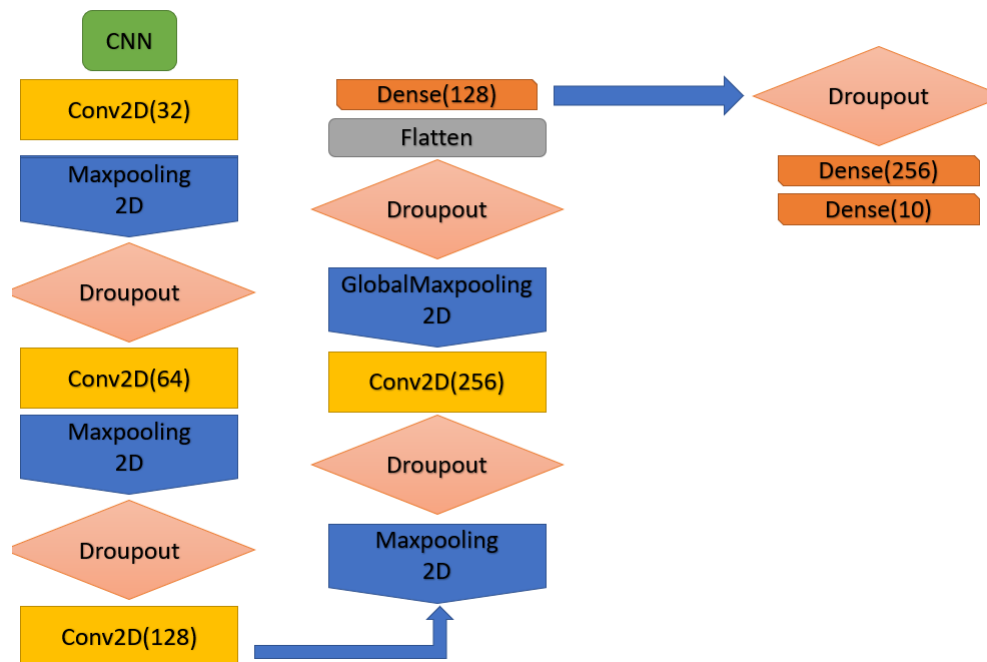 CNN
Conv2D(32)
Maxpooling
2D
Droupout
Conv2D(64)
Maxpooling
2D
Droupout
Conv2D(128)
Dense(128)
Flatten
Droupout
GlobalMaxpooling
2D
Conv2D(256)
Droupout
Maxpooling
2D
Droupout
Dense(256)
Dense(10)